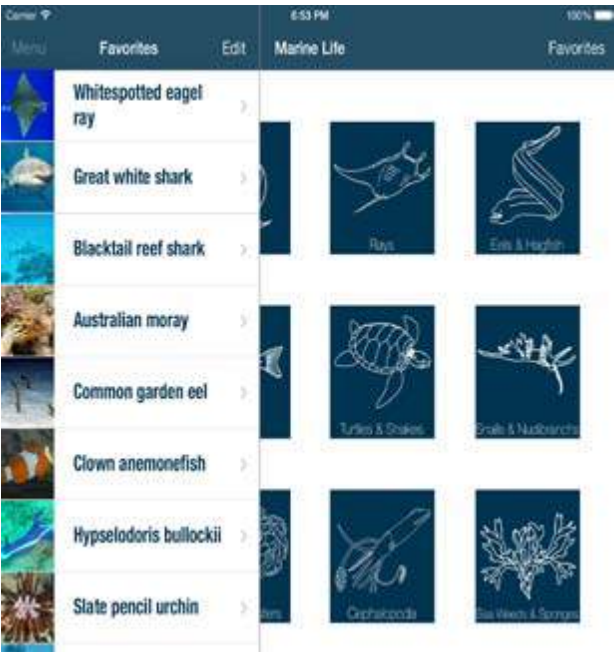 Carrier
6:53 PM
100%
Menu
Favorites
Edit
Marine Life
Favorites
Whitespotted eagel
ray
Great white shark
Blacktail reef shark
Australian moray
Common garden eel
Clown anemonefish
Hypselodoris bullockii
Slate pencil urchin
Rays
Eels & Hagfish
Turtles & Snakes
Snails & Nudibranchs
Cephalopoda
Sea Weeds & Sponges